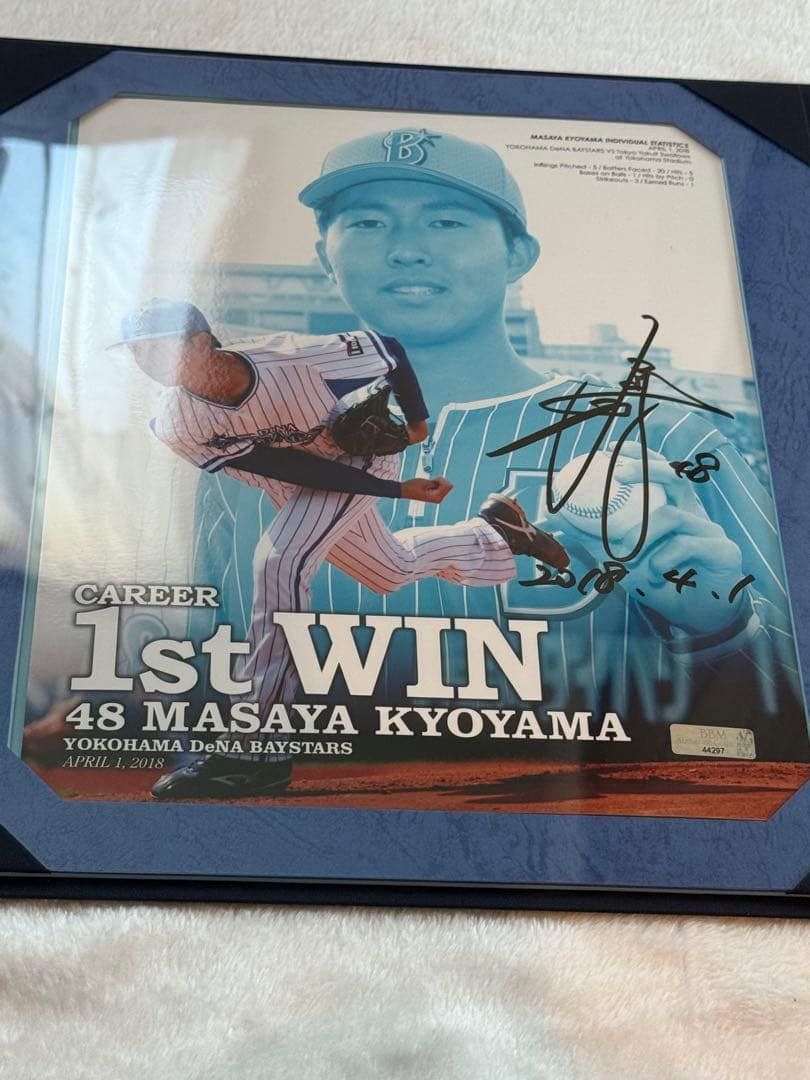 B
MASAYA KYOYAMA INDIVIDUAL STATISTICS
APRIL 1, 2018
YOKOHAMA DeNA BAYSTARS VS Tokyo Yakult Swallows
at Yokohama Stadium
Innings Pitched - 5 / Batters Faced - 20 / Hits - 5
Bases on Balls - 1 / Hits by Pitch - 0
Strikeouts - 3 / Earned Runs - 1
48
2018.4.1
CAREER
1st WIN
48 MASAYA KYOYAMA
YOKOHAMA DeNA BAYSTARS
APRIL 1, 2018
BBM
44297